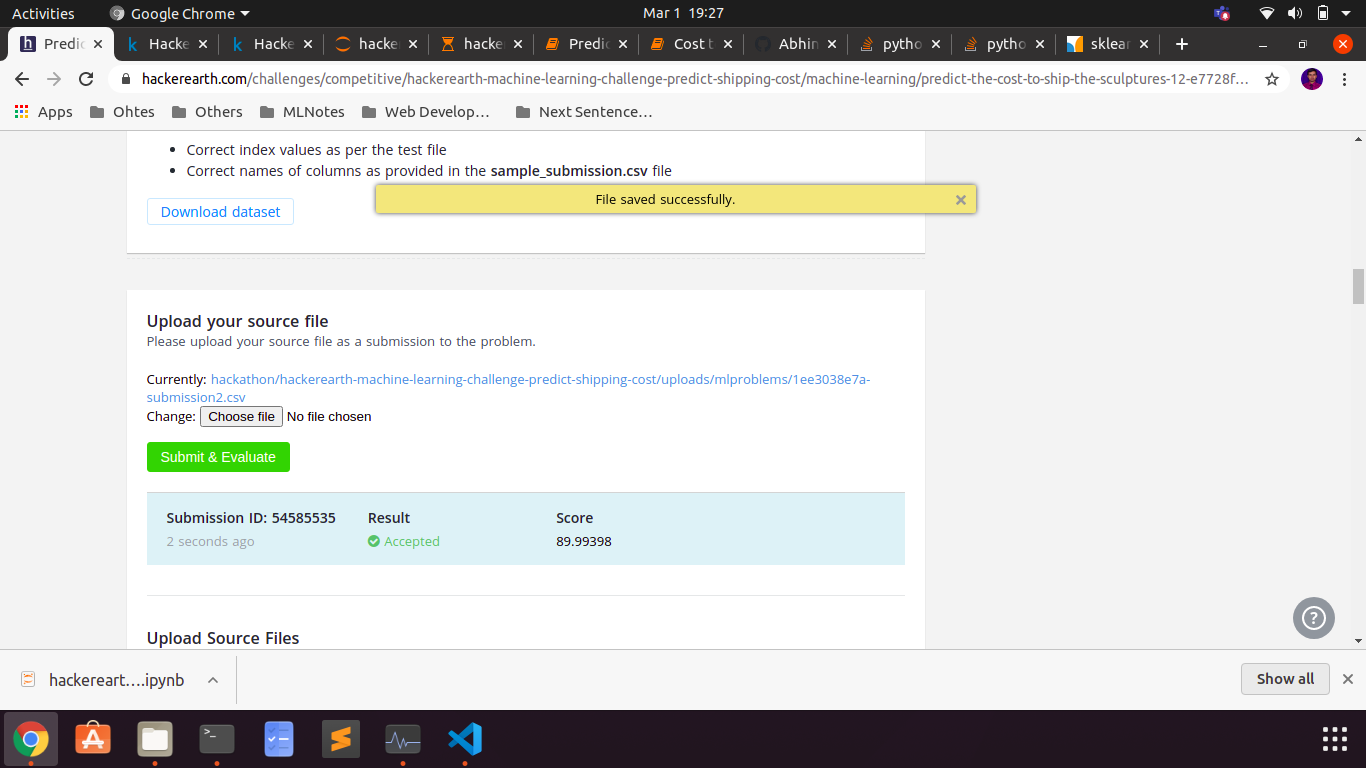 Activities
Google Chrome
Mar 1 19:27
Predic
Hacke
Hacke
hacke
hacke
Predic
Cost t
Abhin
pytho
pytho
sklear
hackerearth.com/challenges/competitive/hackerearth-machine-learning-challenge-predict-shipping-cost/machine-learning/predict-the-cost-to-ship-the-sculptures-12-e7728f...
Apps
Ohtes
Others
MLNotes
Web Develop...
Next Sentence...
• Correct index values as per the test file
• Correct names of columns as provided in the sample_submission.csv file
File saved successfully.
Download dataset
Upload your source file
Please upload your source file as a submission to the problem.
Currently: hackathon/hackerearth-machine-learning-challenge-predict-shipping-cost/uploads/mlproblems/1ee3038e7a-
submission2.csv
Change: Choose file No file chosen
Submit & Evaluate
Submission ID: 54585535 Result Score
2 seconds ago Accepted 89.99398
Upload Source Files
hackereart....ipynb
Show all